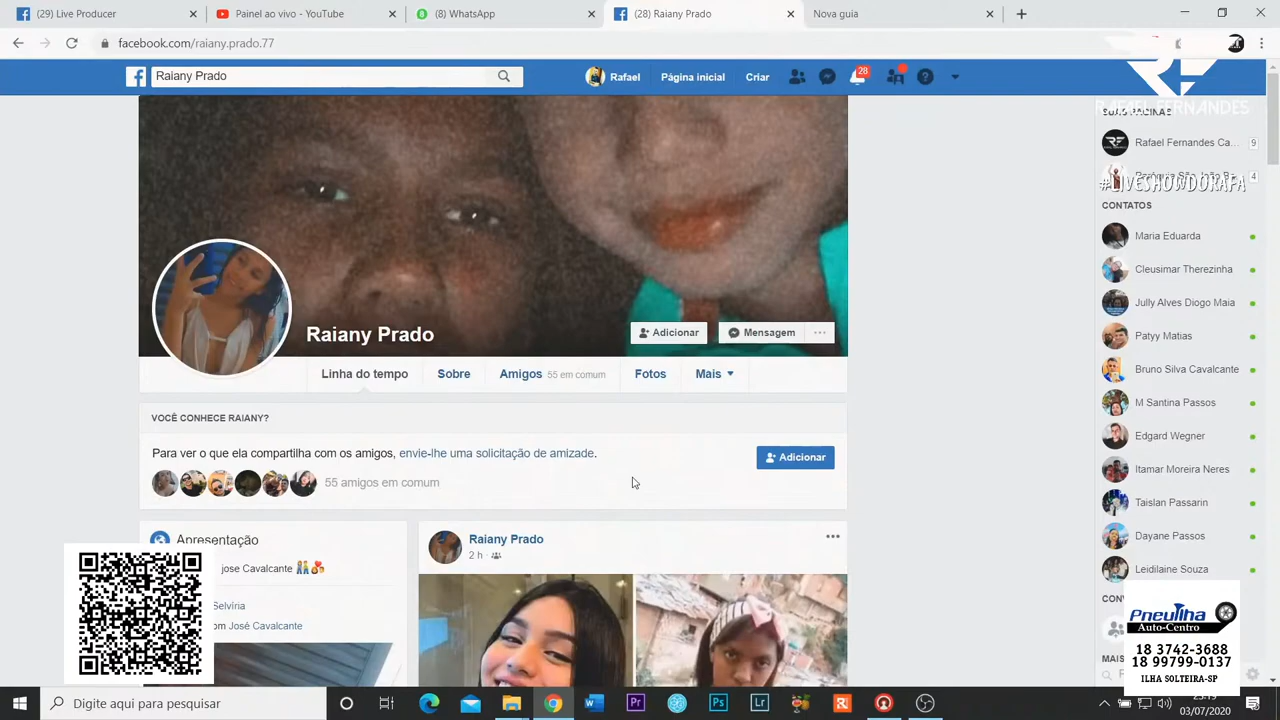 (29) Live Producer
Painel ao vivo - YouTube
(8) WhatsApp
(28) Raiany Prado
Nova guia
facebook.com/raiany.prado.77
Raiany Prado
Rafael
Página inicial
Criar
28
RF
RAFAEL FERNANDES
SUAS PÁGINAS
Rafael Fernandes Ca...
9
4
#LIVESHOWDORAFA
CONTATOS
Maria Eduarda
Cleusimar Therezinha
Jully Alves Diogo Maia
Patyy Matias
Bruno Silva Cavalcante
M Santina Passos
Edgard Wegner
Itamar Moreira Neres
Taislan Passarin
Dayane Passos
Leidilaine Souza
Raiany Prado
Adicionar
Mensagem
Linha do tempo
Sobre
Amigos 55 em comum
Fotos
Mais
VOCÊ CONHECE RAIANY?
Para ver o que ela compartilha com os amigos, envie-lhe uma solicitação de amizade.
Adicionar
55 amigos em comum
Apresentação
jose Cavalcante 👫💏
Selvíria
om José Cavalcante
Raiany Prado
2 h
MAIS
PneuIlha
Auto-Centro
18 3742-3688
18 99799-0137
ILHA SOLTEIRA-SP
Digite aqui para pesquisar
03/07/2020